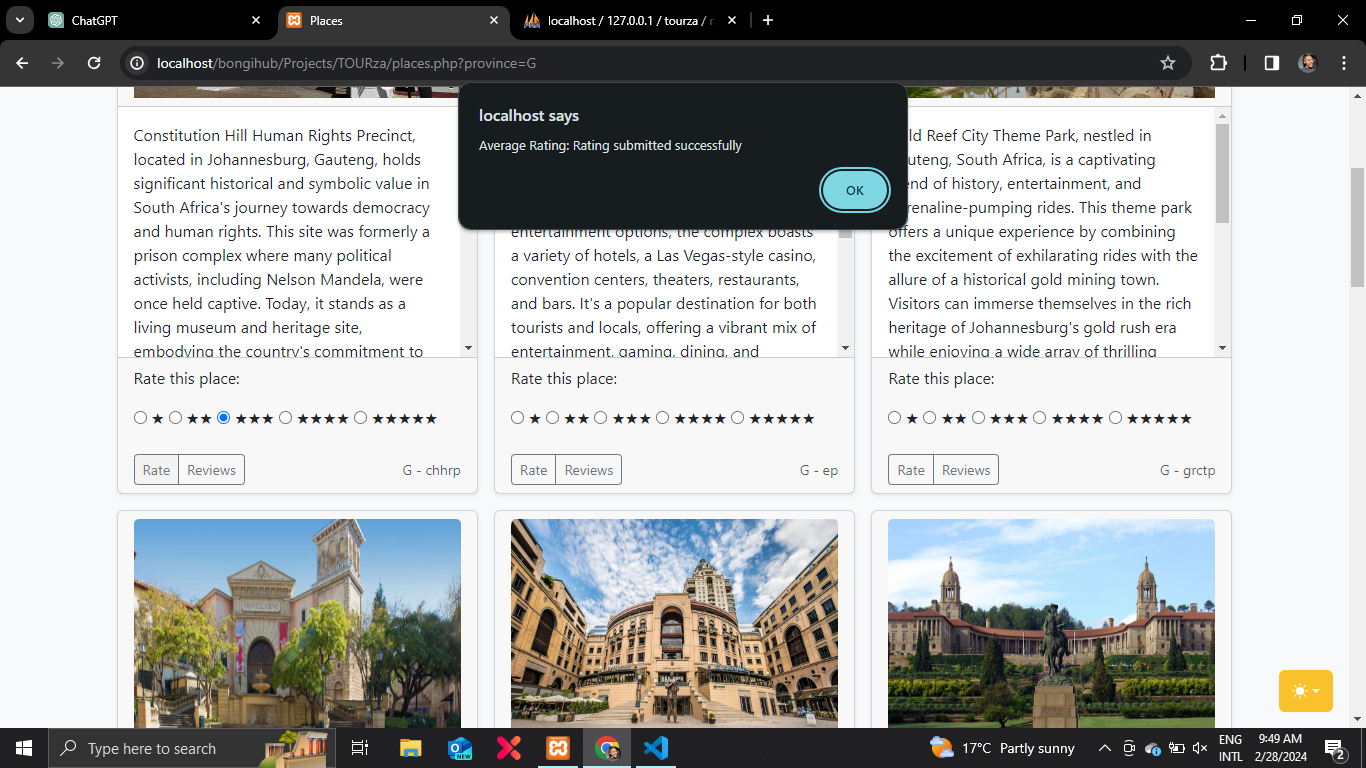 ChatGPT
Places
localhost / 127.0.0.1 / tourza / r
localhost/bongihub/Projects/TOURza/places.php?province=G
localhost says
Average Rating: Rating submitted successfully
OK
Constitution Hill Human Rights Precinct,
located in Johannesburg, Gauteng, holds
significant historical and symbolic value in
South Africa's journey towards democracy
and human rights. This site was formerly a
prison complex where many political
activists, including Nelson Mandela, were
once held captive. Today, it stands as a
living museum and heritage site,
embodying the country's commitment to
Rate this place:
★ ★★ ★★★ ★★★★ ★★★★★
Rate Reviews G - chhrp
entertainment options, the complex boasts
a variety of hotels, a Las Vegas-style casino,
convention centers, theaters, restaurants,
and bars. It's a popular destination for both
tourists and locals, offering a vibrant mix of
entertainment, gaming, dining, and
Rate this place:
★ ★★ ★★★ ★★★★ ★★★★★
Rate Reviews G - ep
ld Reef City Theme Park, nestled in
uteng, South Africa, is a captivating
end of history, entertainment, and
renaline-pumping rides. This theme park
offers a unique experience by combining
the excitement of exhilarating rides with the
allure of a historical gold mining town.
Visitors can immerse themselves in the rich
heritage of Johannesburg's gold rush era
while enjoying a wide array of thrilling
Rate this place:
★ ★★ ★★★ ★★★★ ★★★★★
Rate Reviews G - grctp
Type here to search
17°C Partly sunny
ENG
INTL
9:49 AM
2/28/2024
2
NEW